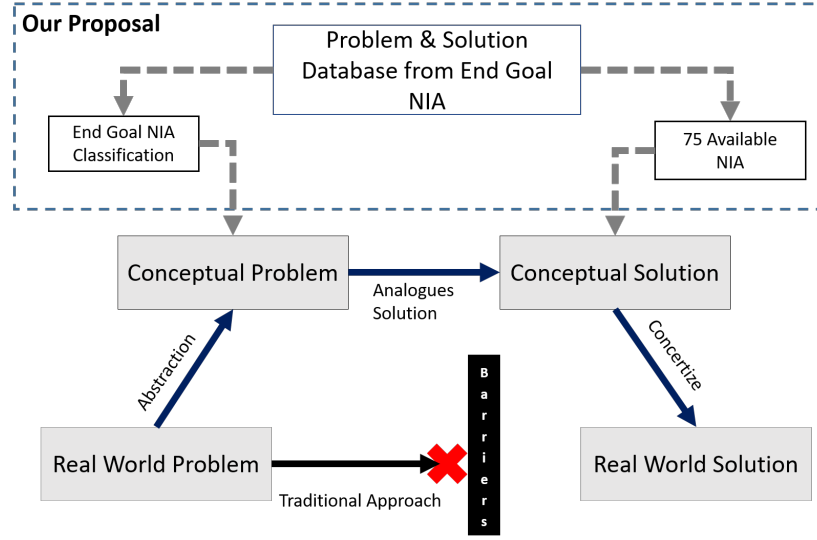 Our Proposal
Problem & Solution
Database from End Goal
NIA
End Goal NIA
Classification
75 Available
NIA
Conceptual Problem
Analogues
Solution
Conceptual Solution
Abstraction
Concertize
Barriers
Real World Problem
Traditional Approach
Real World Solution